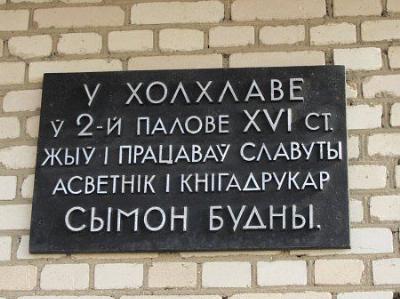 У ХОЛХЛАВЕ
Ў 2-Й ПАЛОВЕ XVI СТ.
ЖЫЎ І ПРАЦАВАЎ СЛАВУТЫ
АСВЕТНІК І КНІГАДРУКАР
СЫМОН БУДНЫ.